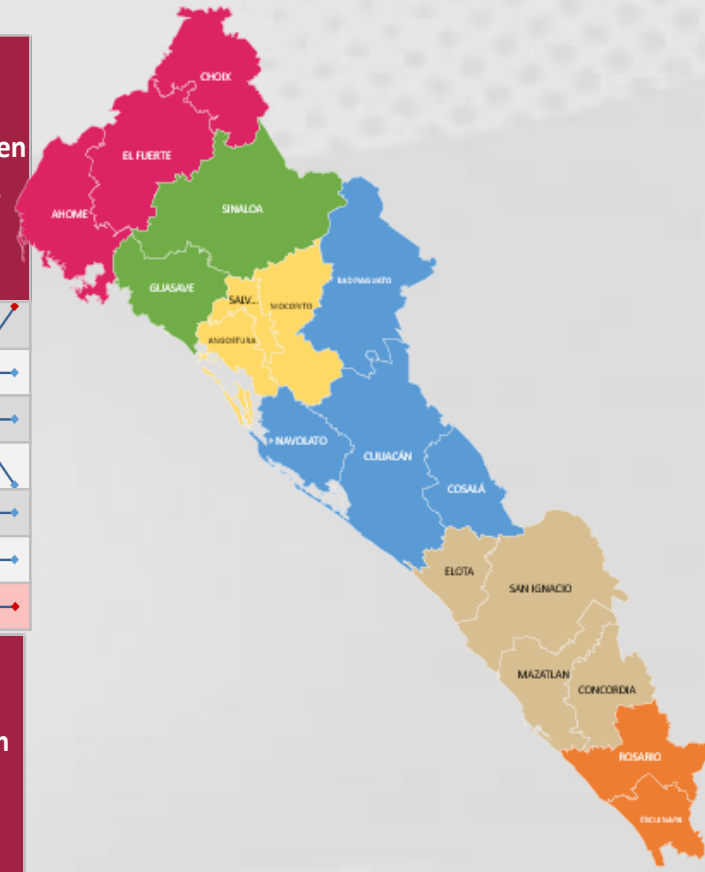 CHOIX
en
EL FUERTE
SINALOA
AHOME
BADIRAGUATO
GUASAVE
SALV...
MOCORITO
ANGOSTURA
NAVOLATO
CULIACÁN
COSALÁ
ELOTA
SAN IGNACIO
MAZATLAN
CONCORDIA
n
ROSARIO
ESCUINAPA